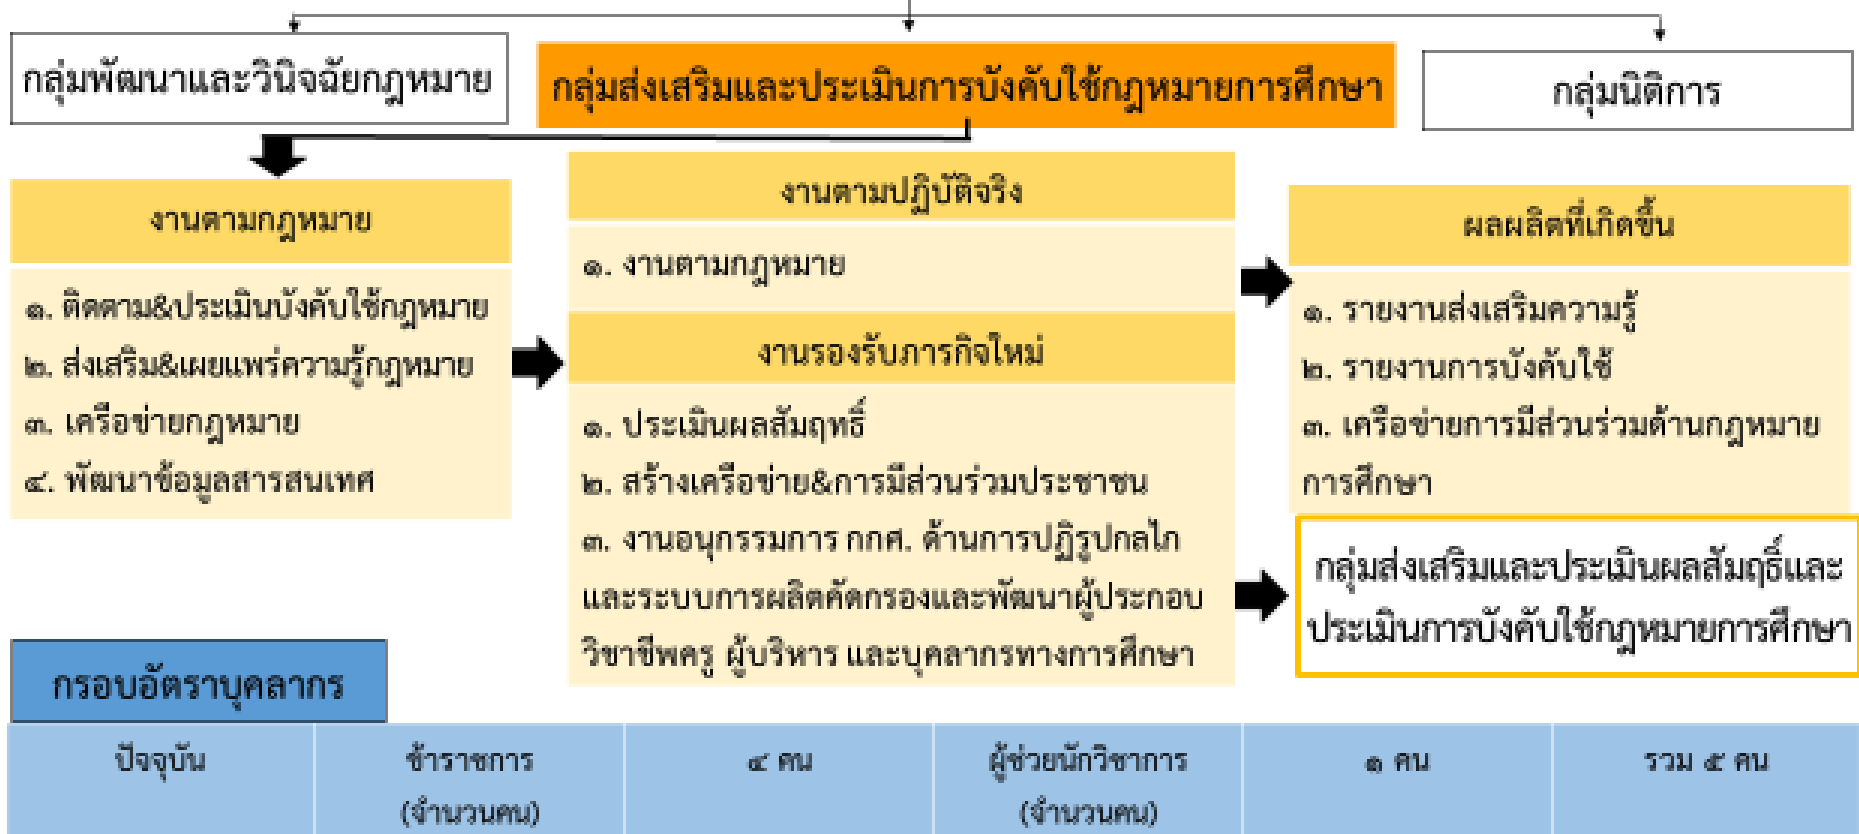 กลุ่มพัฒนาและวินิจฉัยกฎหมาย
กลุ่มส่งเสริมและประเมินการบังคับใช้กฎหมายการศึกษา
กลุ่มนิติการ
งานตามกฎหมาย
๑. ติดตาม&ประเมินบังคับใช้กฎหมาย
๒. ส่งเสริม&เผยแพร่ความรู้กฎหมาย
๓. เครือข่ายกฎหมาย
๔. พัฒนาข้อมูลสารสนเทศ
งานตามปฏิบัติจริง
๑. งานตามกฎหมาย
งานรองรับภารกิจใหม่
๑. ประเมินผลสัมฤทธิ์
๒. สร้างเครือข่าย&การมีส่วนร่วมประชาชน
๓. งานอนุกรรมการ กกศ. ด้านการปฏิรูปกลไก
และระบบการผลิตคัดกรองและพัฒนาผู้ประกอบ
วิชาชีพครู ผู้บริหาร และบุคลากรทางการศึกษา
ผลผลิตที่เกิดขึ้น
๑. รายงานส่งเสริมความรู้
๒. รายงานการบังคับใช้
๓. เครือข่ายการมีส่วนร่วมด้านกฎหมาย
การศึกษา
กลุ่มส่งเสริมและประเมินผลสัมฤทธิ์และ
ประเมินการบังคับใช้กฎหมายการศึกษา
กรอบอัตราบุคลากร
ปัจจุบัน
ข้าราชการ
(จำนวนคน)
๔ คน
ผู้ช่วยนักวิชาการ
(จำนวนคน)
๑ คน
รวม ๕ คน